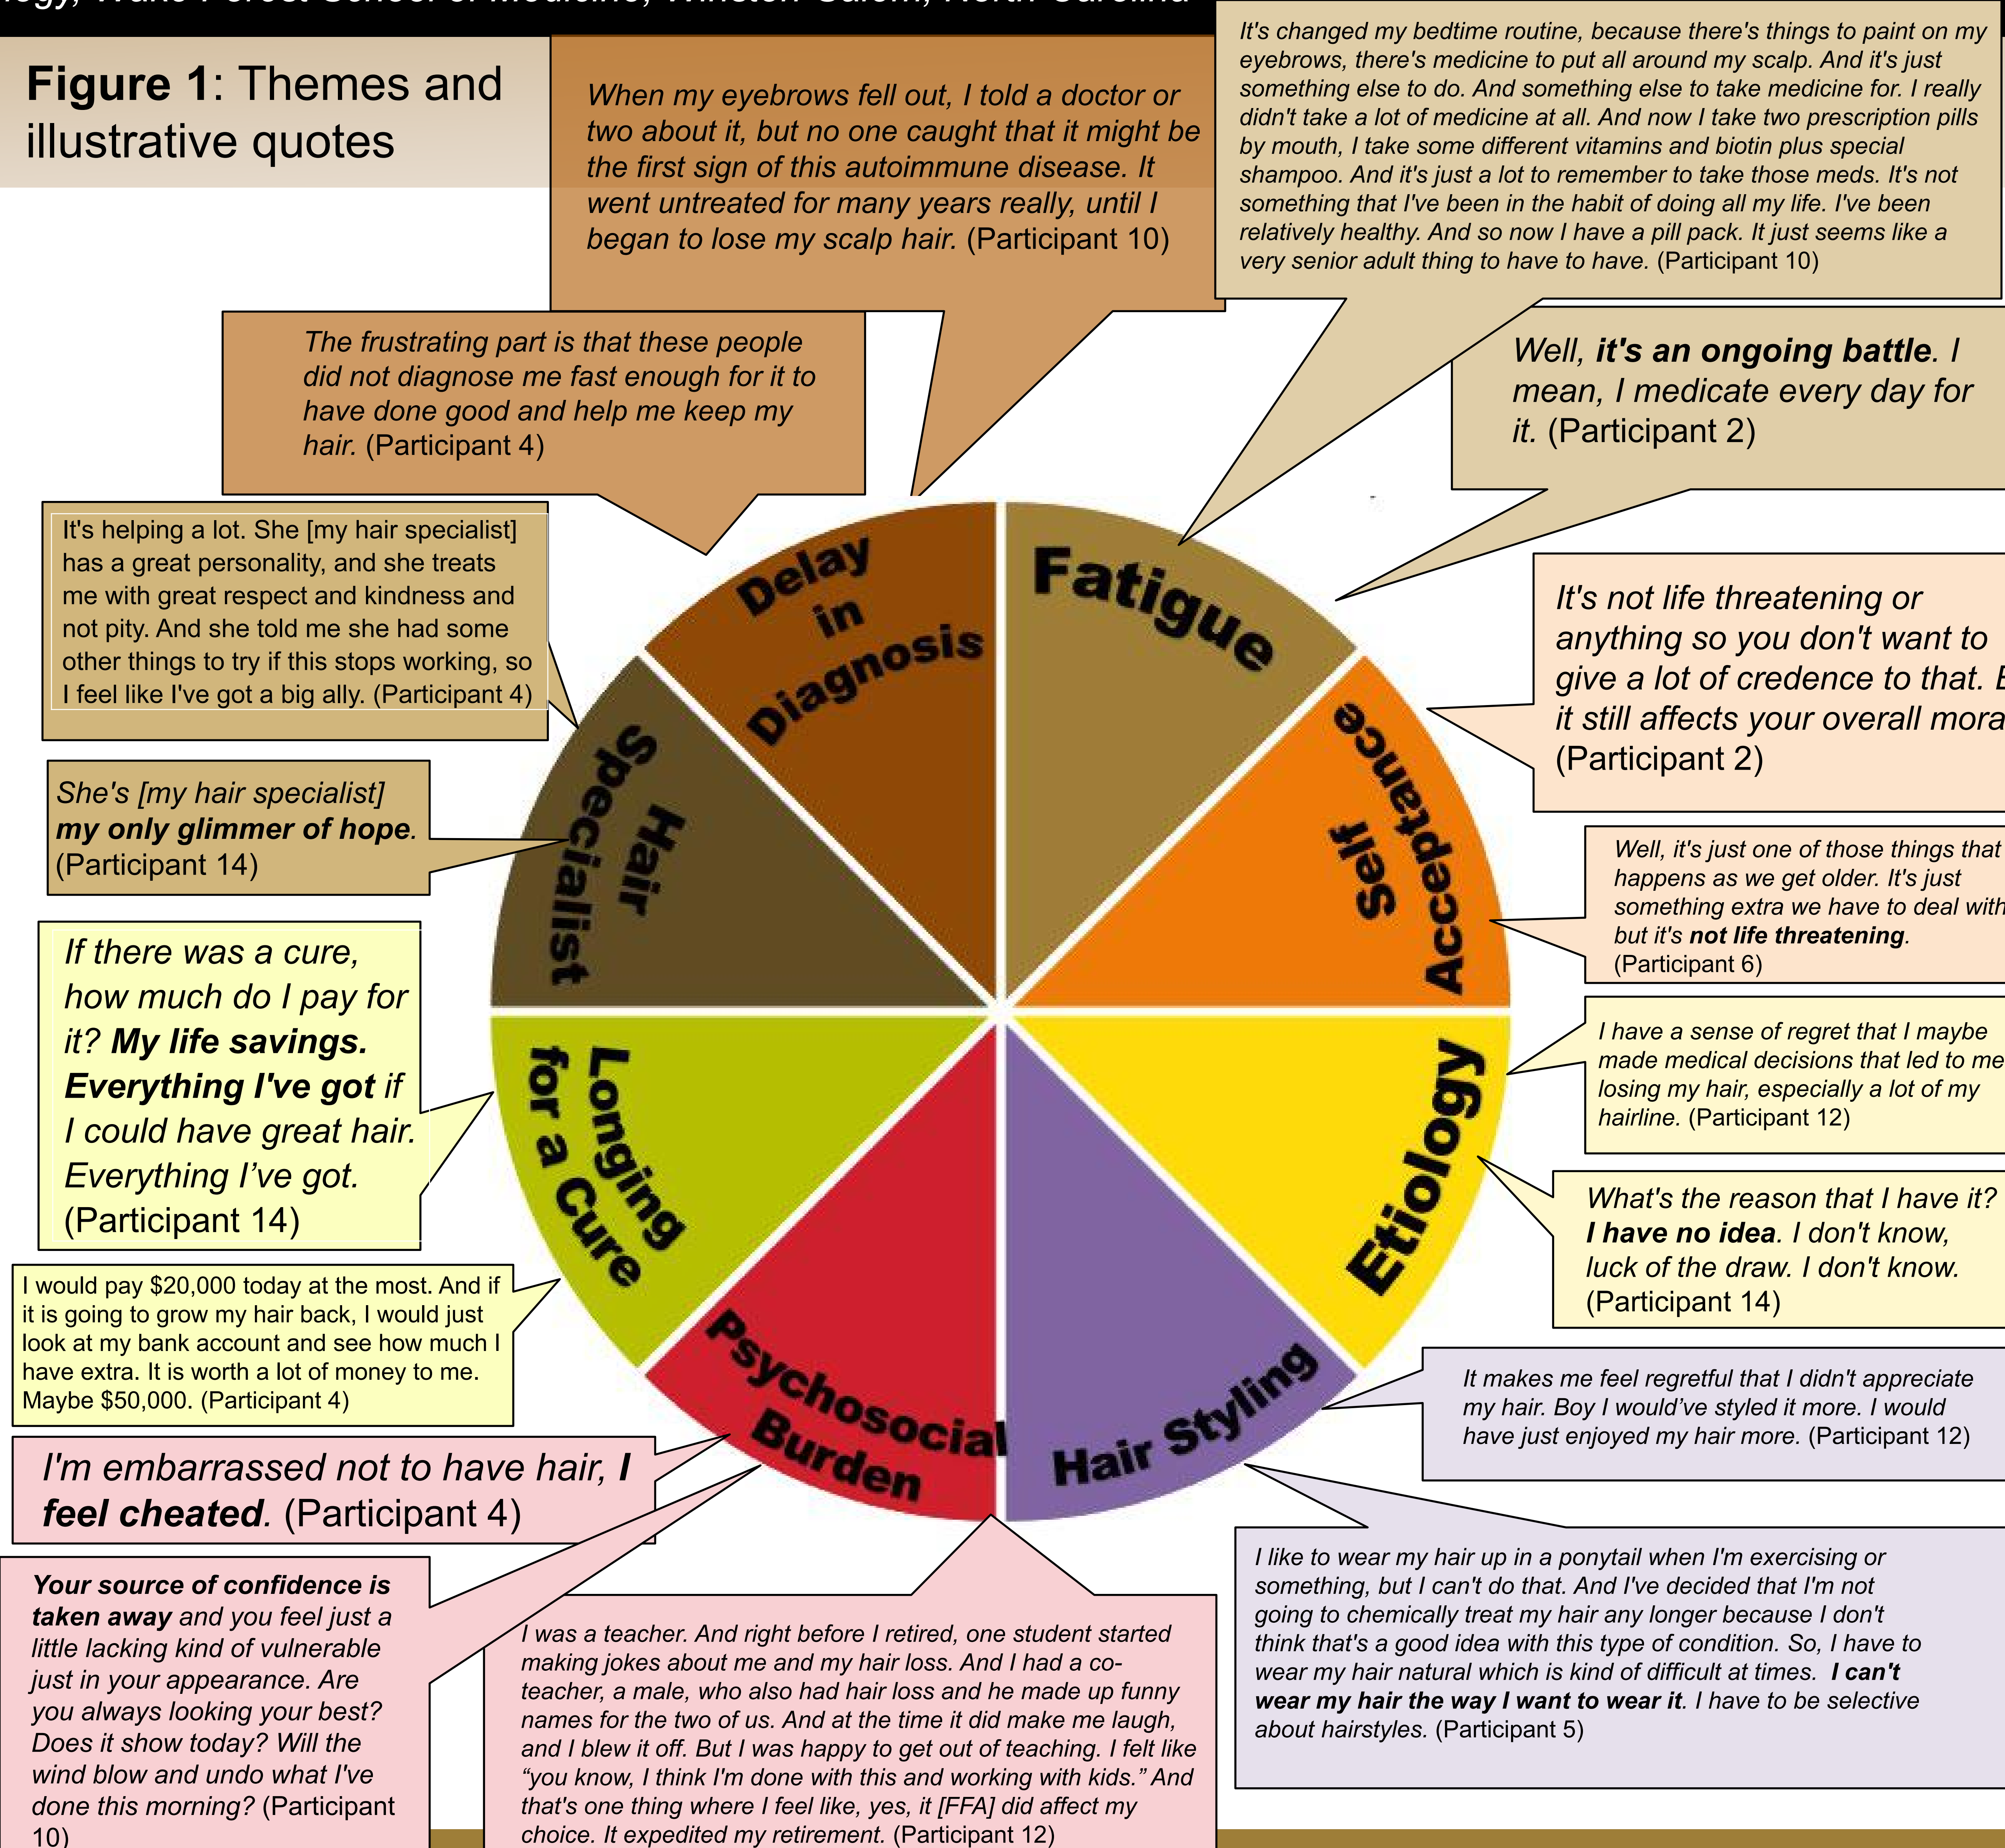 logy, Wake Forest School of Medicine, Winston-Salem, North Carolina
Figure 1: Themes and
illustrative quotes
When my eyebrows fell out, I told a doctor or
two about it, but no one caught that it might be
the first sign of this autoimmune disease. It
went untreated for many years really, until I
began to lose my scalp hair. (Participant 10)
It's changed my bedtime routine, because there's things to paint on my
eyebrows, there's medicine to put all around my scalp. And it's just
something else to do. And something else to take medicine for. I really
didn't take a lot of medicine at all. And now I take two prescription pills
by mouth, I take some different vitamins and biotin plus special
shampoo. And it's just a lot to remember to take those meds. It's not
something that I've been in the habit of doing all my life. I've been
relatively healthy. And so now I have a pill pack. It just seems like a
very senior adult thing to have to have. (Participant 10)
The frustrating part is that these people
did not diagnose me fast enough for it to
have done good and help me keep my
hair. (Participant 4)
Well, it's an ongoing battle. I
mean, I medicate every day for
it. (Participant 2)
It's helping a lot. She [my hair specialist]
has a great personality, and she treats
me with great respect and kindness and
not pity. And she told me she had some
other things to try if this stops working, so
I feel like I've got a big ally. (Participant 4)
It's not life threatening or
anything so you don't want to
give a lot of credence to that.
it still affects your overall
(Participant 2)
She's [my hair specialist]
my only glimmer of hope.
(Participant 14)
Well, it's just one of those things that
happens as we get older. It's just
something extra we have to deal with
but it's not life threatening.
(Participant 6)
If there was a cure,
how much do I pay for
it? My life savings.
Everything I've got if
I could have great hair.
Everything I’ve got.
(Participant 14)
I have a sense of regret that I maybe
made medical decisions that led to me
losing my hair, especially a lot of my
hairline. (Participant 12)
What's the reason that I have it?
I have no idea. I don't know,
luck of the draw. I don't know.
(Participant 14)
I would pay $20,000 today at the most. And if
it is going to grow my hair back, I would just
look at my bank account and see how much I
have extra. It is worth a lot of money to me.
Maybe $50,000. (Participant 4)
It makes me feel regretful that I didn't appreciate
my hair. Boy I would’ve styled it more. I would
have just enjoyed my hair more. (Participant 12)
I'm embarrassed not to have hair, I
feel cheated. (Participant 4)
Your source of confidence is
taken away and you feel just a
little lacking kind of vulnerable
just in your appearance. Are
you always looking your best?
Does it show today? Will the
wind blow and undo what I've
done this morning? (Participant
10)
I was a teacher. And right before I retired, one student started
making jokes about me and my hair loss. And I had a co-
teacher, a male, who also had hair loss and he made up funny
names for the two of us. And at the time it did make me laugh,
and I blew it off. But I was happy to get out of teaching. I felt like
“you know, I think I'm done with this and working with kids.” And
that's one thing where I feel like, yes, it [FFA] did affect my
choice. It expedited my retirement. (Participant 12)
I like to wear my hair up in a ponytail when I'm exercising or
something, but I can't do that. And I've decided that I'm not
going to chemically treat my hair any longer because I don't
think that's a good idea with this type of condition. So, I have to
wear my hair natural which is kind of difficult at times. I can't
wear my hair the way I want to wear it. I have to be selective
about hairstyles. (Participant 5)
Delay
in
Diagnosis
Fatigue
Self
Acceptance
Etiology
Hair Styling
Psychosocial
Burden
Longing
for a Cure
Hair
Specialist